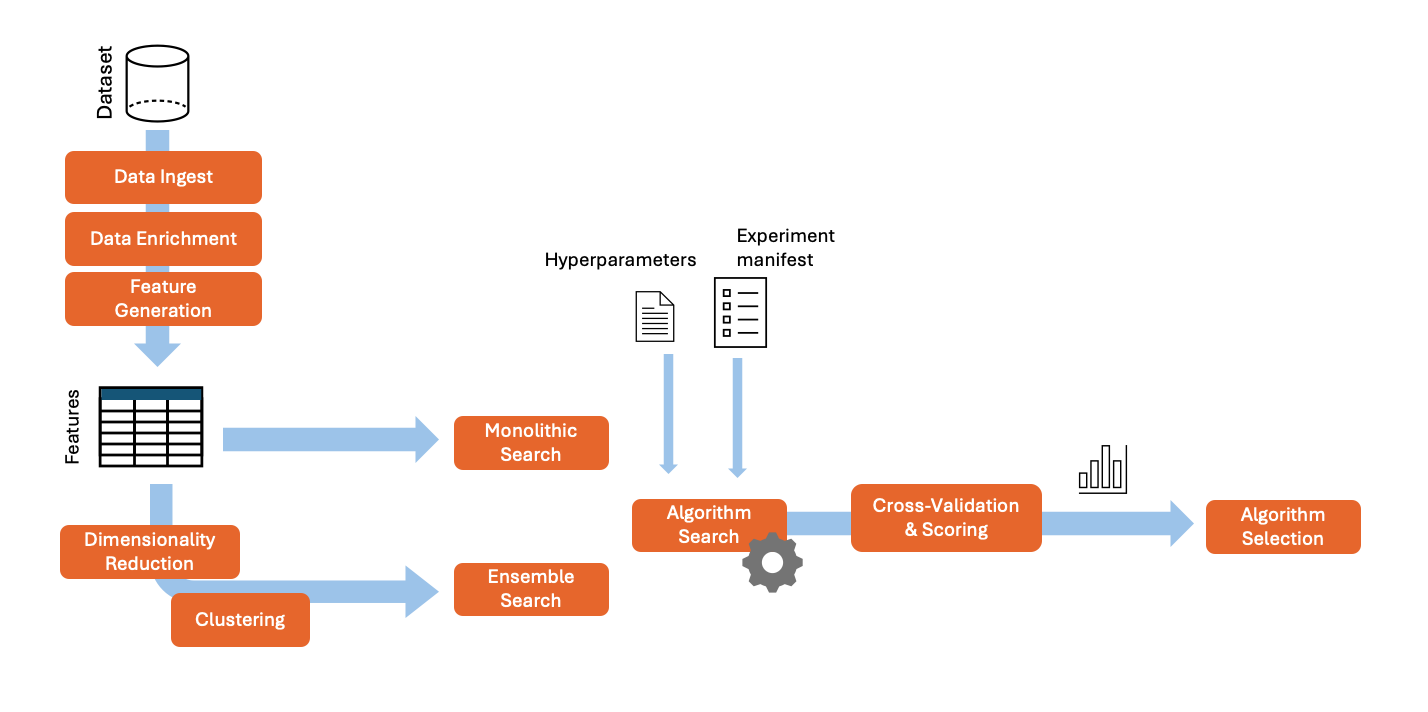 Dataset
Data Ingest
Data Enrichment
Feature
Generation
Features
Dimensionality
Reduction
Clustering
Monolithic
Search
Ensemble
Search
Hyperparameters
Experiment
manifest
Algorithm
Search
Cross-Validation
& Scoring
Algorithm
Selection